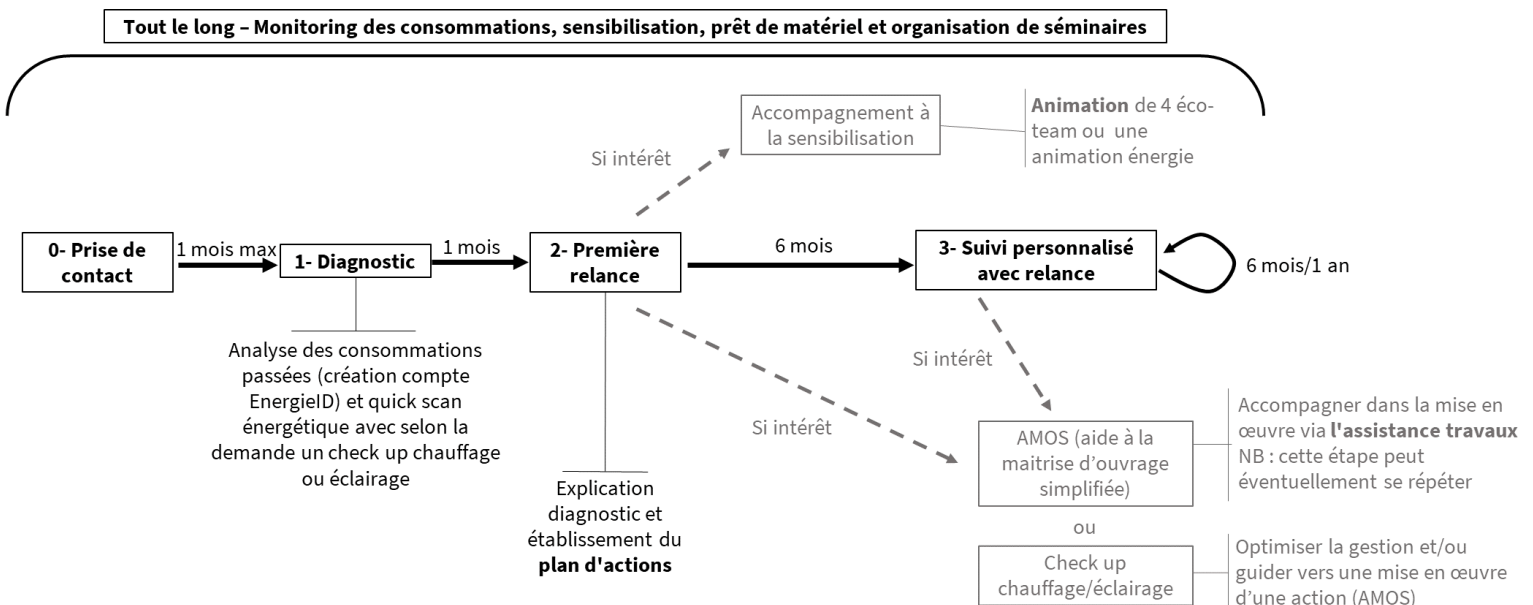 Tout le long – Monitoring des consommations, sensibilisation, prêt de matériel et organisation de séminaires
Accompagnement à
la sensibilisation
Animation de 4 éco-
team ou une
animation énergie
Si intérêt
0- Prise de
contact
1 mois max
1- Diagnostic
1 mois
2- Première
relance
6 mois
3- Suivi personnalisé
avec relance
6 mois/1 an
Analyse des consommations
passées (création compte
EnergieID) et quick scan
énergétique avec selon la
demande un check up chauffage
ou éclairage
Explication
diagnostic et
établissement du
plan d'actions
Si intérêt
Si intérêt
AMOS (aide à la
maitrise d’ouvrage
simplifiée)
Accompagner dans la mise en
œuvre via l'assistance travaux
NB : cette étape peut
éventuellement se répéter
ou
Check up
chauffage/éclairage
Optimiser la gestion et/ou
guider vers une mise en œuvre
d’une action (AMOS)